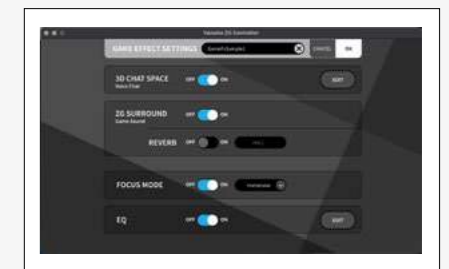 Yamaha ZG Controller
GAME EFFECT SETTINGS CANCEL OK
3D CHAT SPACE OFF ON EDIT
Voice Chat
ZG SURROUND OFF ON
Game Sound
REVERB OFF ON HALL
FOCUS MODE OFF ON
EQ OFF ON EDIT